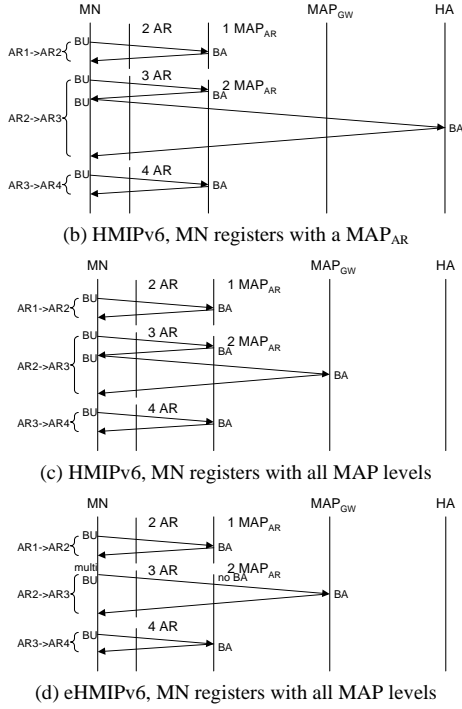 MN MAP_GW HA
2 AR 1 MAP_AR
AR1->AR2 BU BA
3 AR 2 MAP_AR
BU BA
AR2->AR3 BU BA
4 AR
AR3->AR4 BU BA
(b) HMIPv6, MN registers with a MAP_AR
MN MAP_GW HA
2 AR 1 MAP_AR
AR1->AR2 BU BA
3 AR 2 MAP_AR
BU BA
AR2->AR3 BU BA
4 AR
AR3->AR4 BU BA
(c) HMIPv6, MN registers with all MAP levels
MN MAP_GW HA
2 AR 1 MAP_AR
AR1->AR2 BU BA
multi 3 AR 2 MAP_AR
BU no BA
AR2->AR3 BA
4 AR
AR3->AR4 BU BA
(d) eHMIPv6, MN registers with all MAP levels